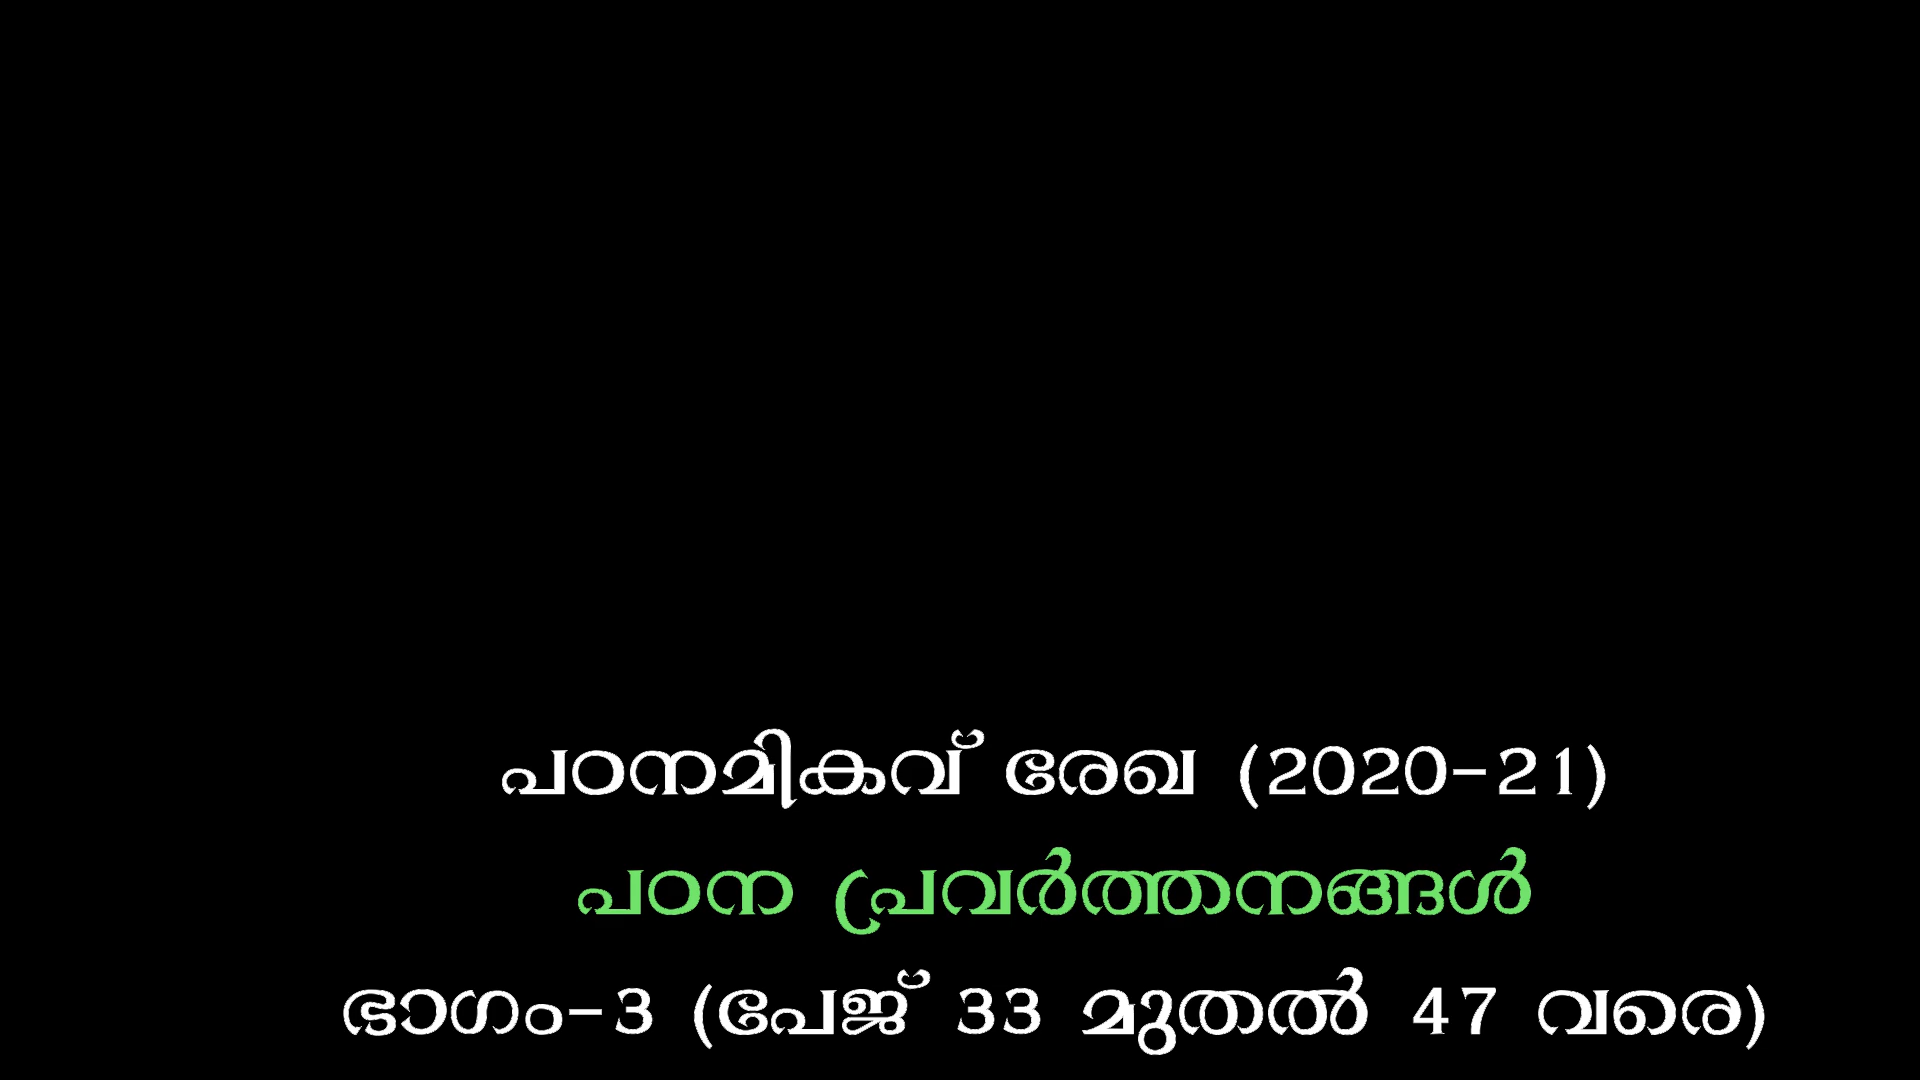 പഠനമികവ് രേഖ (2020-21)
പഠന പ്രവർത്തനങ്ങൾ
ഭാഗം-3 (പേജ് 33 മുതൽ 47 വരെ)